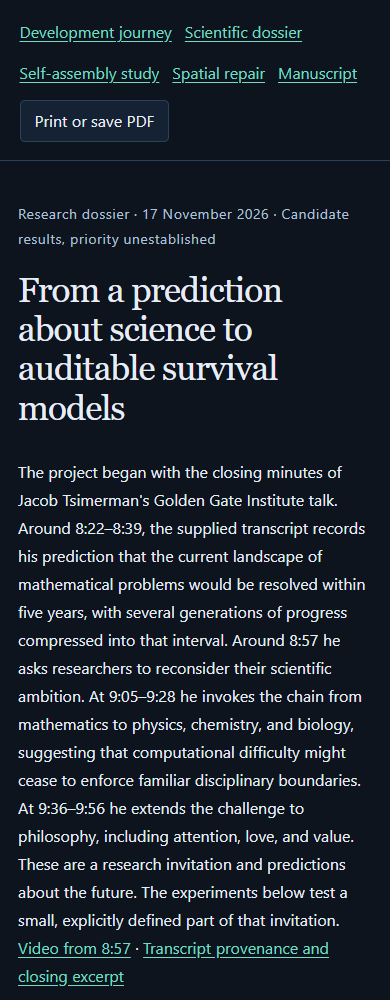 Development journey Scientific dossier
Self-assembly study Spatial repair Manuscript
Print or save PDF
Research dossier · 17 November 2026 · Candidate
results, priority unestablished
From a prediction
about science to
auditable survival
models
The project began with the closing minutes of
Jacob Tsimerman's Golden Gate Institute talk.
Around 8:22–8:39, the supplied transcript records
his prediction that the current landscape of
mathematical problems would be resolved within
five years, with several generations of progress
compressed into that interval. Around 8:57 he
asks researchers to reconsider their scientific
ambition. At 9:05–9:28 he invokes the chain from
mathematics to physics, chemistry, and biology,
suggesting that computational difficulty might
cease to enforce familiar disciplinary boundaries.
At 9:36–9:56 he extends the challenge to
philosophy, including attention, love, and value.
These are a research invitation and predictions
about the future. The experiments below test a
small, explicitly defined part of that invitation.
Video from 8:57 · Transcript provenance and
closing excerpt